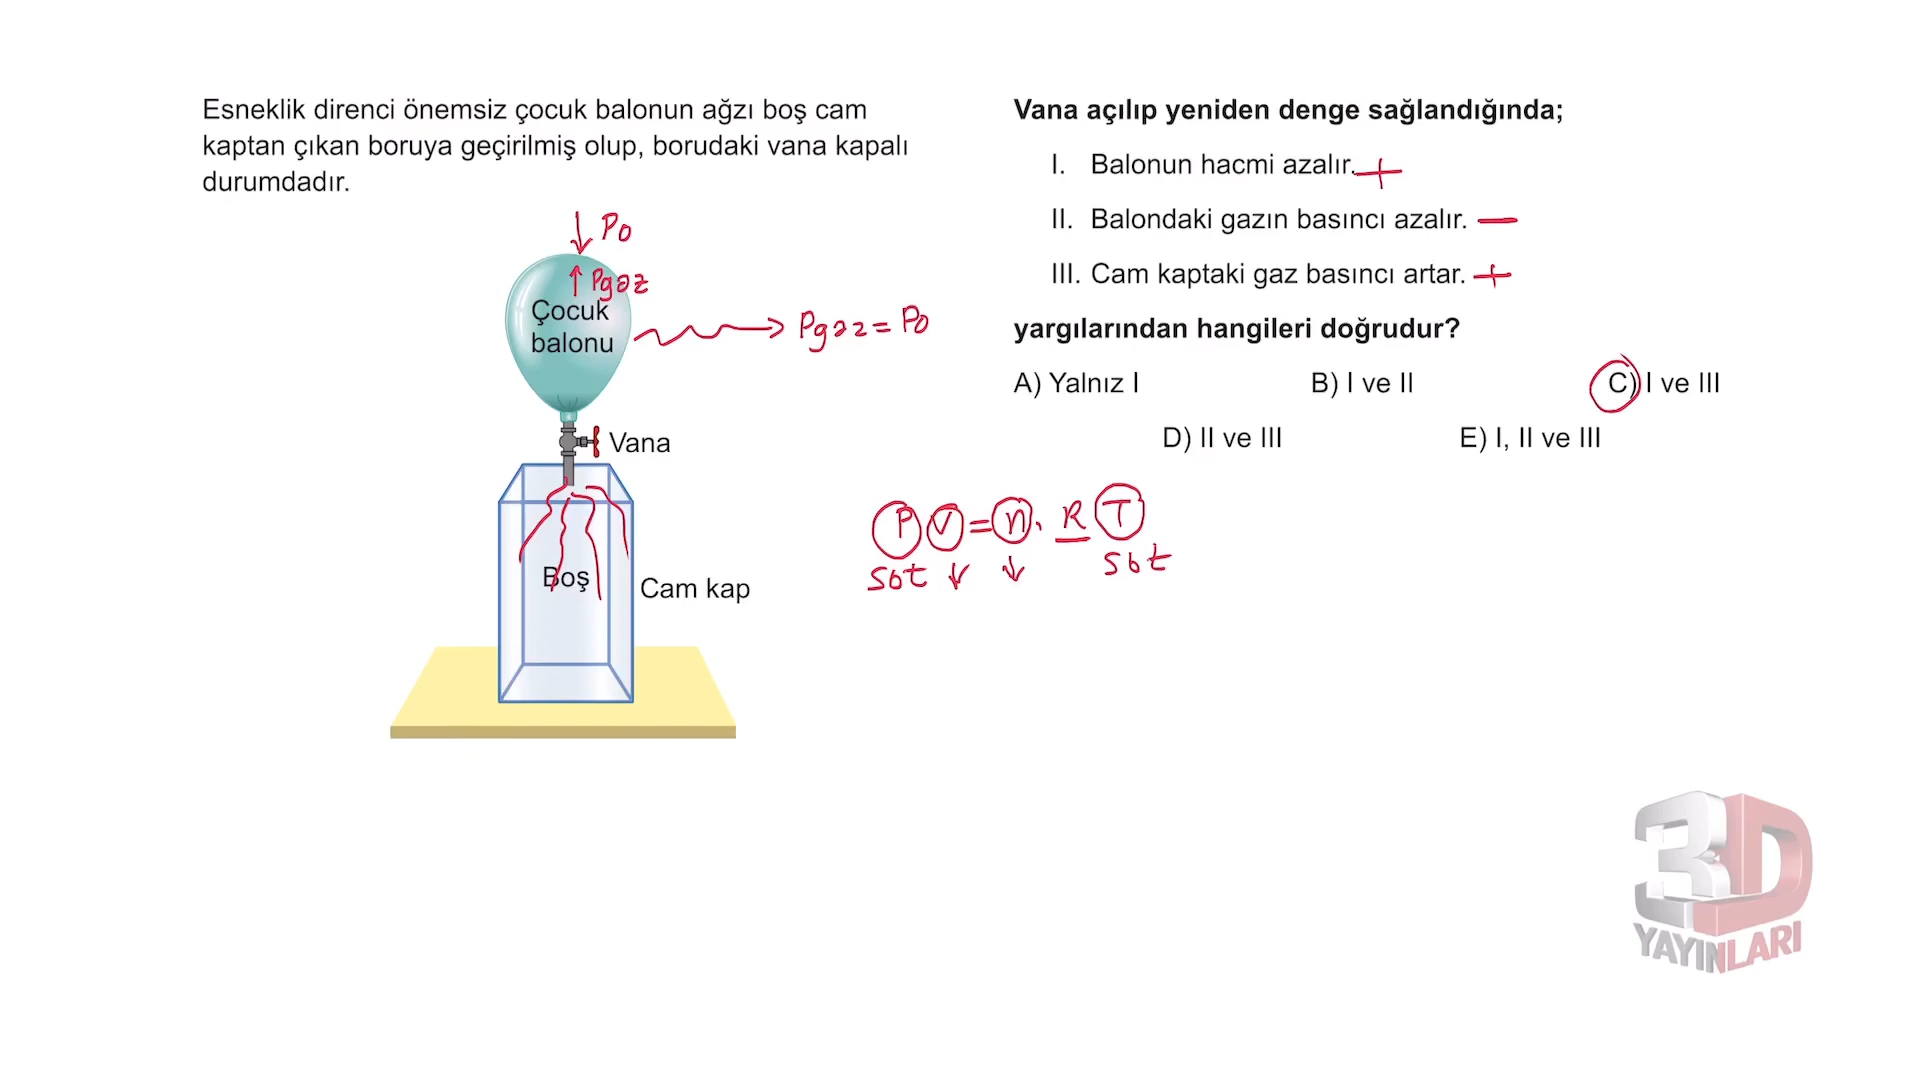 Esneklik direnci önemsiz çocuk balonun ağzı boş cam
kaptan çıkan boruya geçirilmiş olup, borudaki vana kapalı
durumdadır.
P0
Pgaz
Çocuk
balonu
Pgaz = P0
Vana
Boş
Cam kap
Vana açılıp yeniden denge sağlandığında;
I. Balonun hacmi azalır. +
II. Balondaki gazın basıncı azalır. –
III. Cam kaptaki gaz basıncı artar. +
yargılarından hangileri doğrudur?
A) Yalnız I B) I ve II C) I ve III
D) II ve III E) I, II ve III
P V = n . R T
sbt ↓ ↓ sbt
3D
YAYINLARI